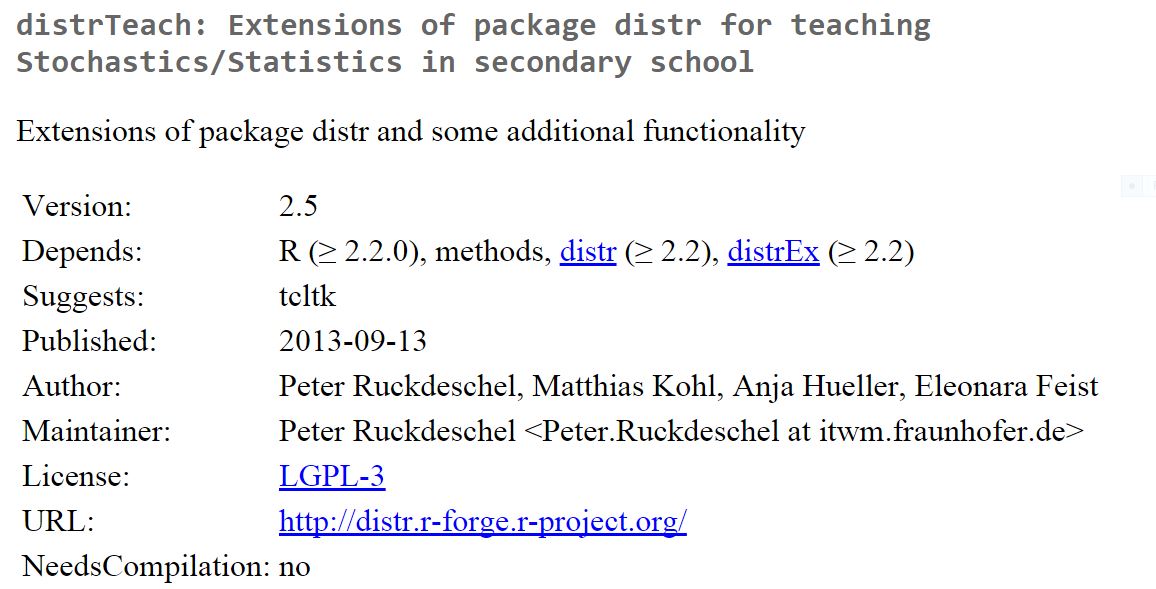 distrTeach: Extensions of package distr for teaching
Stochastics/Statistics in secondary school
Extensions of package distr and some additional functionality
Version: 2.5
Depends: R (≥ 2.2.0), methods, distr (≥ 2.2), distrEx (≥ 2.2)
Suggests: tcltk
Published: 2013-09-13
Author: Peter Ruckdeschel, Matthias Kohl, Anja Hueller, Eleonara Feist
Maintainer: Peter Ruckdeschel <Peter.Ruckdeschel at itwm.fraunhofer.de>
License: LGPL-3
URL: http://distr.r-forge.r-project.org/
NeedsCompilation: no